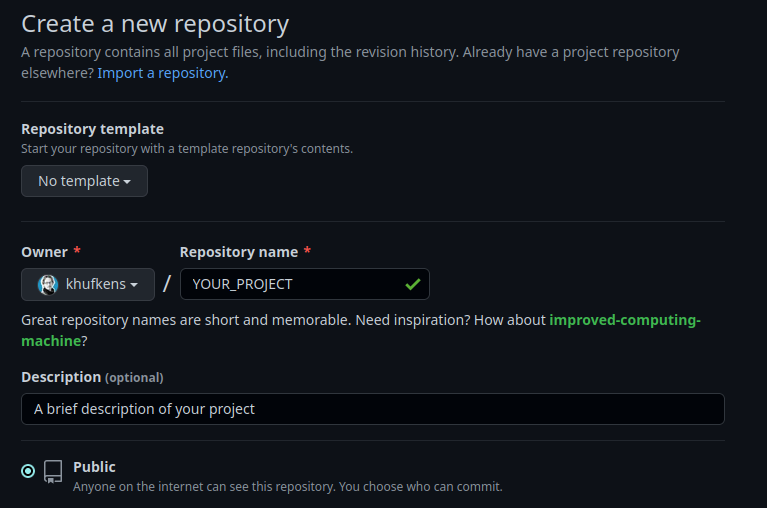 Create a new repository
A repository contains all project files, including the revision history. Already have a project repository
elsewhere? Import a repository.
Repository template
Start your repository with a template repository's contents.
No template
Owner * Repository name *
khufkens / YOUR_PROJECT
Great repository names are short and memorable. Need inspiration? How about improved-computing-
machine?
Description (optional)
A brief description of your project
Public
Anyone on the internet can see this repository. You choose who can commit.